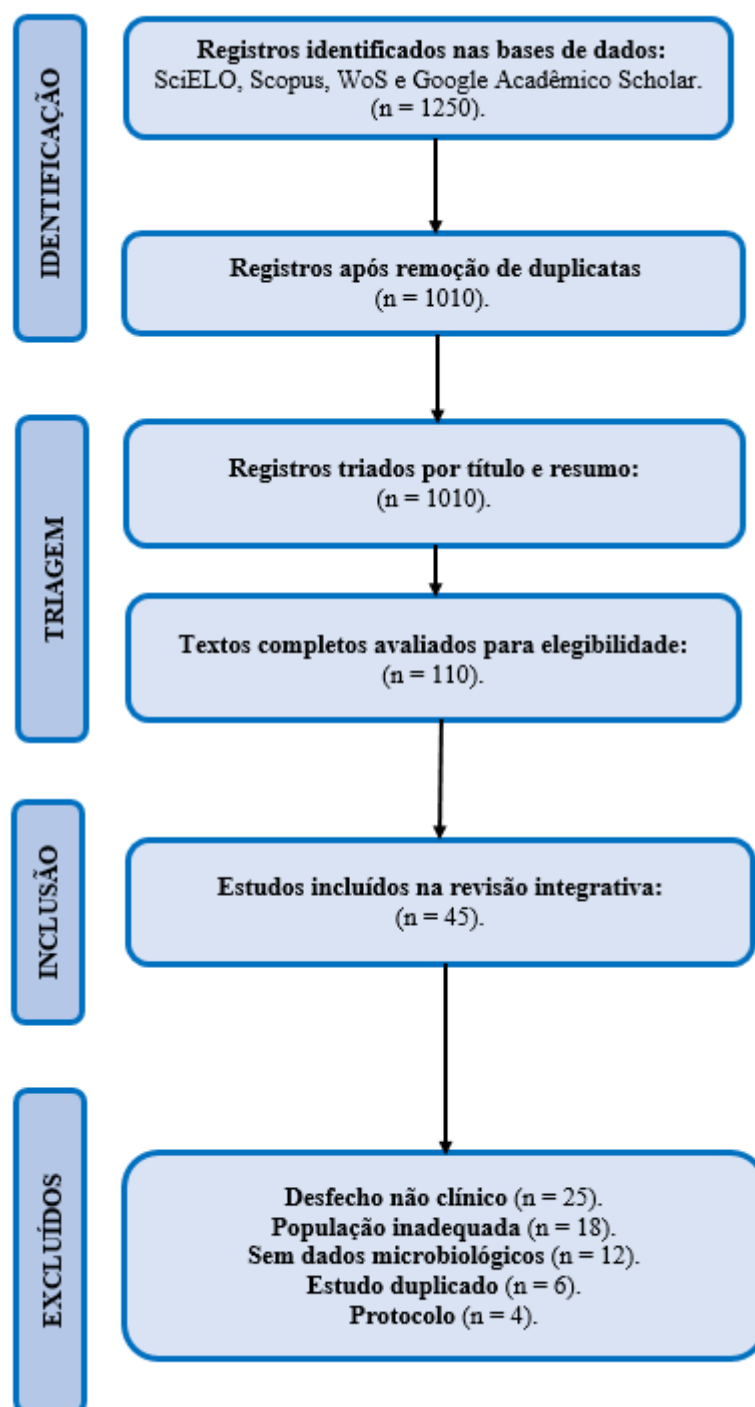 IDENTIFICAÇÃO
Registros identificados nas bases de dados:
SciELO, Scopus, WoS e Google Acadêmico Scholar.
(n = 1250).
Registros após remoção de duplicatas
(n = 1010).
TRIAGEM
Registros triados por título e resumo:
(n = 1010).
Textos completos avaliados para elegibilidade:
(n = 110).
INCLUSÃO
Estudos incluídos na revisão integrativa:
(n = 45).
EXCLUÍDOS
Desfecho não clínico (n = 25).
População inadequada (n = 18).
Sem dados microbiológicos (n = 12).
Estudo duplicado (n = 6).
Protocolo (n = 4).